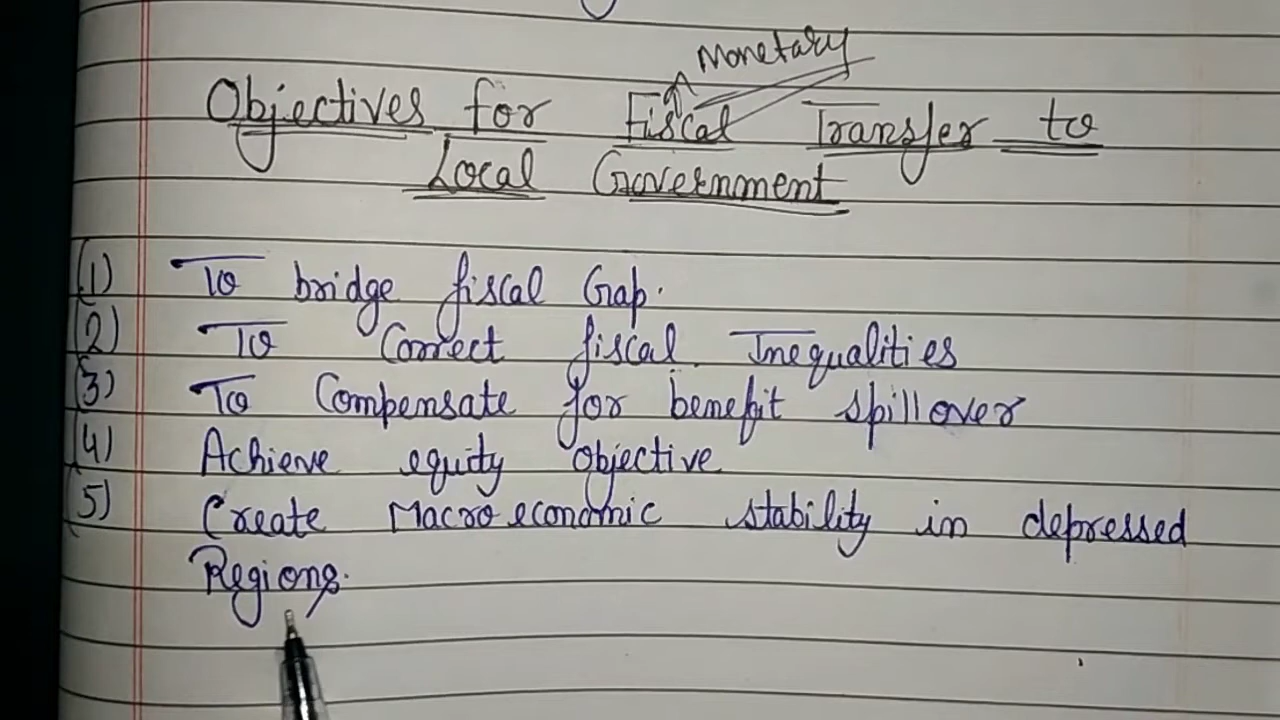 Monetary
Objectives for Fiscal Transfer to
Local Government
(1) To bridge fiscal Gap.
(2) To Correct fiscal Inequalities
(3) To Compensate for benefit spillover
(4) Achieve equity objective
(5) Create Macroeconomic stability in depressed
Regions.